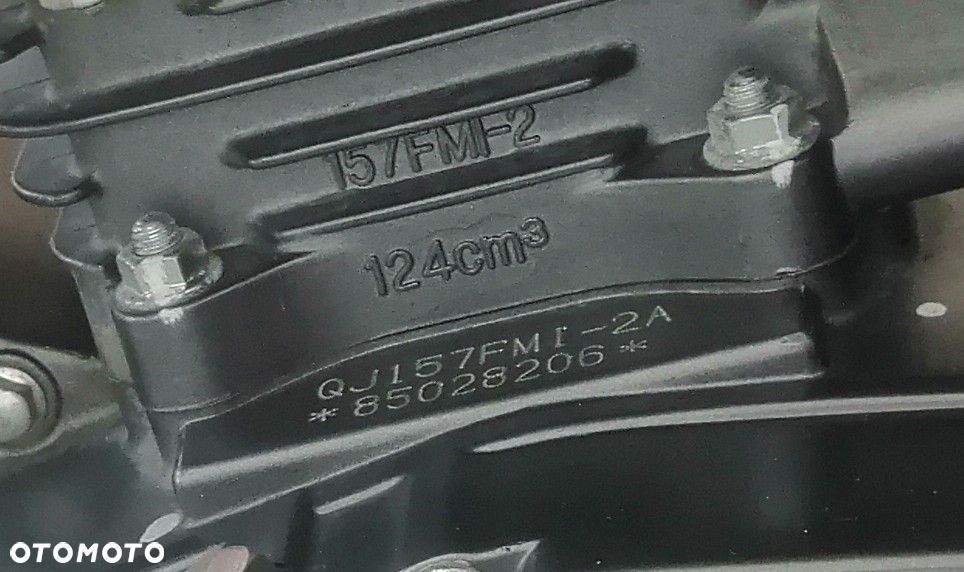 157FMI-2
124cm³
QJ157FMI-2A
*85028206*
OTOMOTO